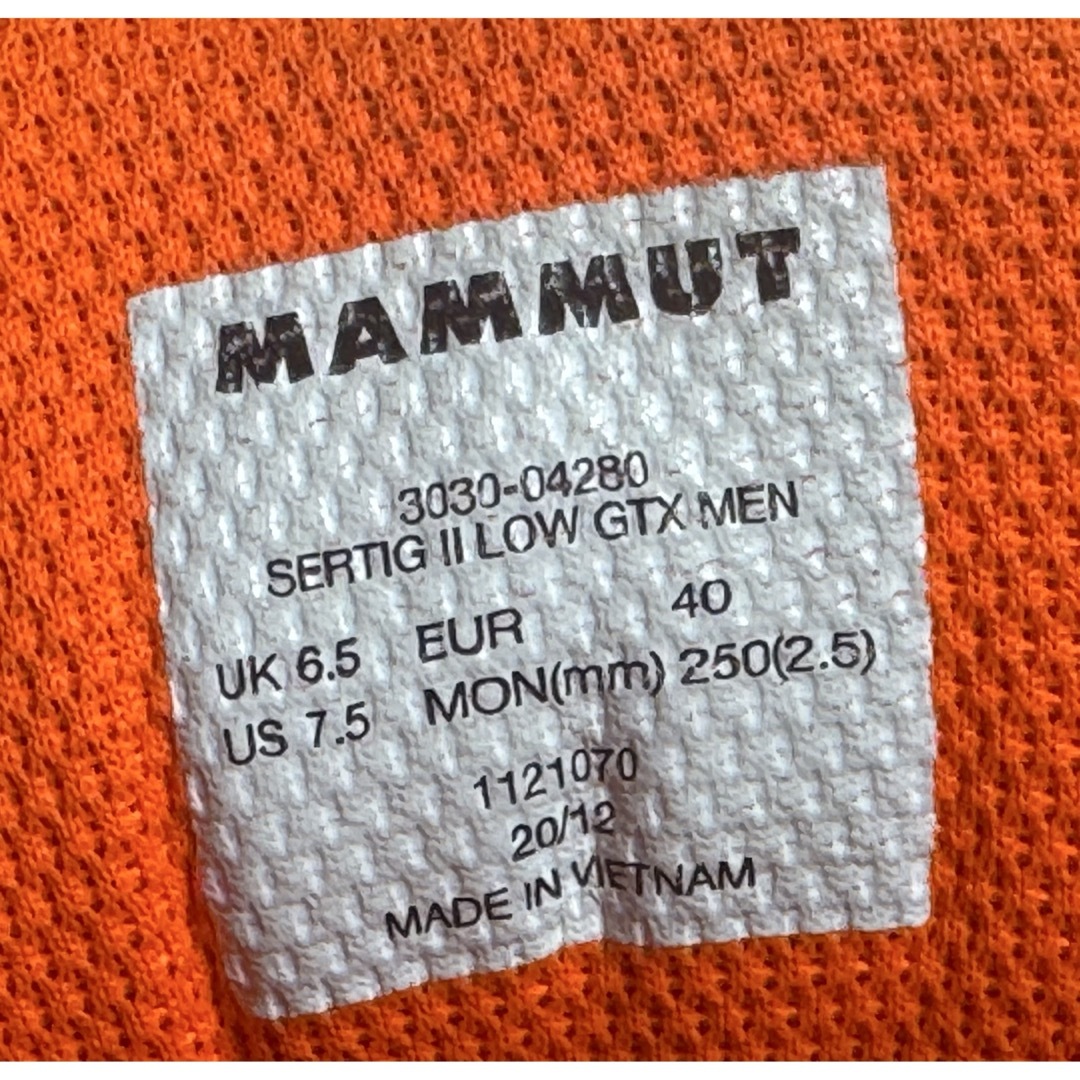 MAMMUT
3030-04280
SERTIG II LOW GTX MEN
UK 6.5 EUR 40
US 7.5 MON(mm) 250(2.5)
1121070
20/12
MADE IN VIETNAM